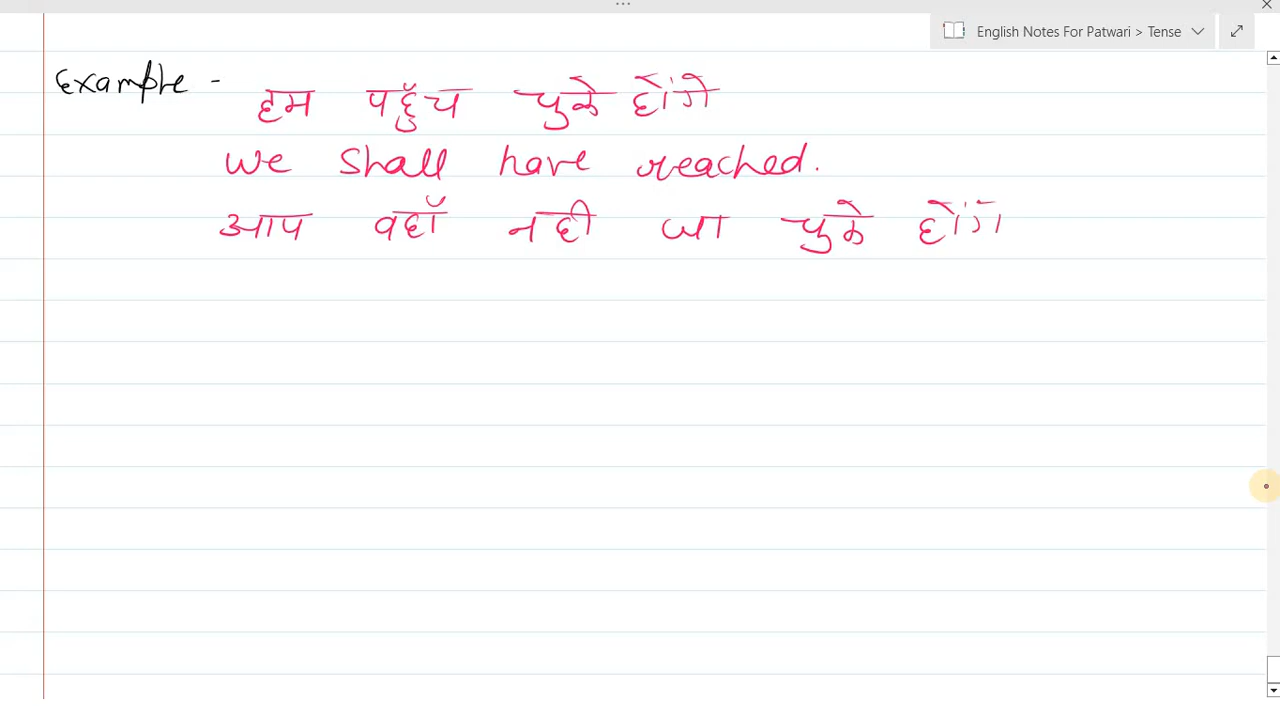 English Notes For Patwari > Tense
Example -
हम पहुँच चुके होंगे
We shall have reached.
आप वहाँ नही जा चुके होंग